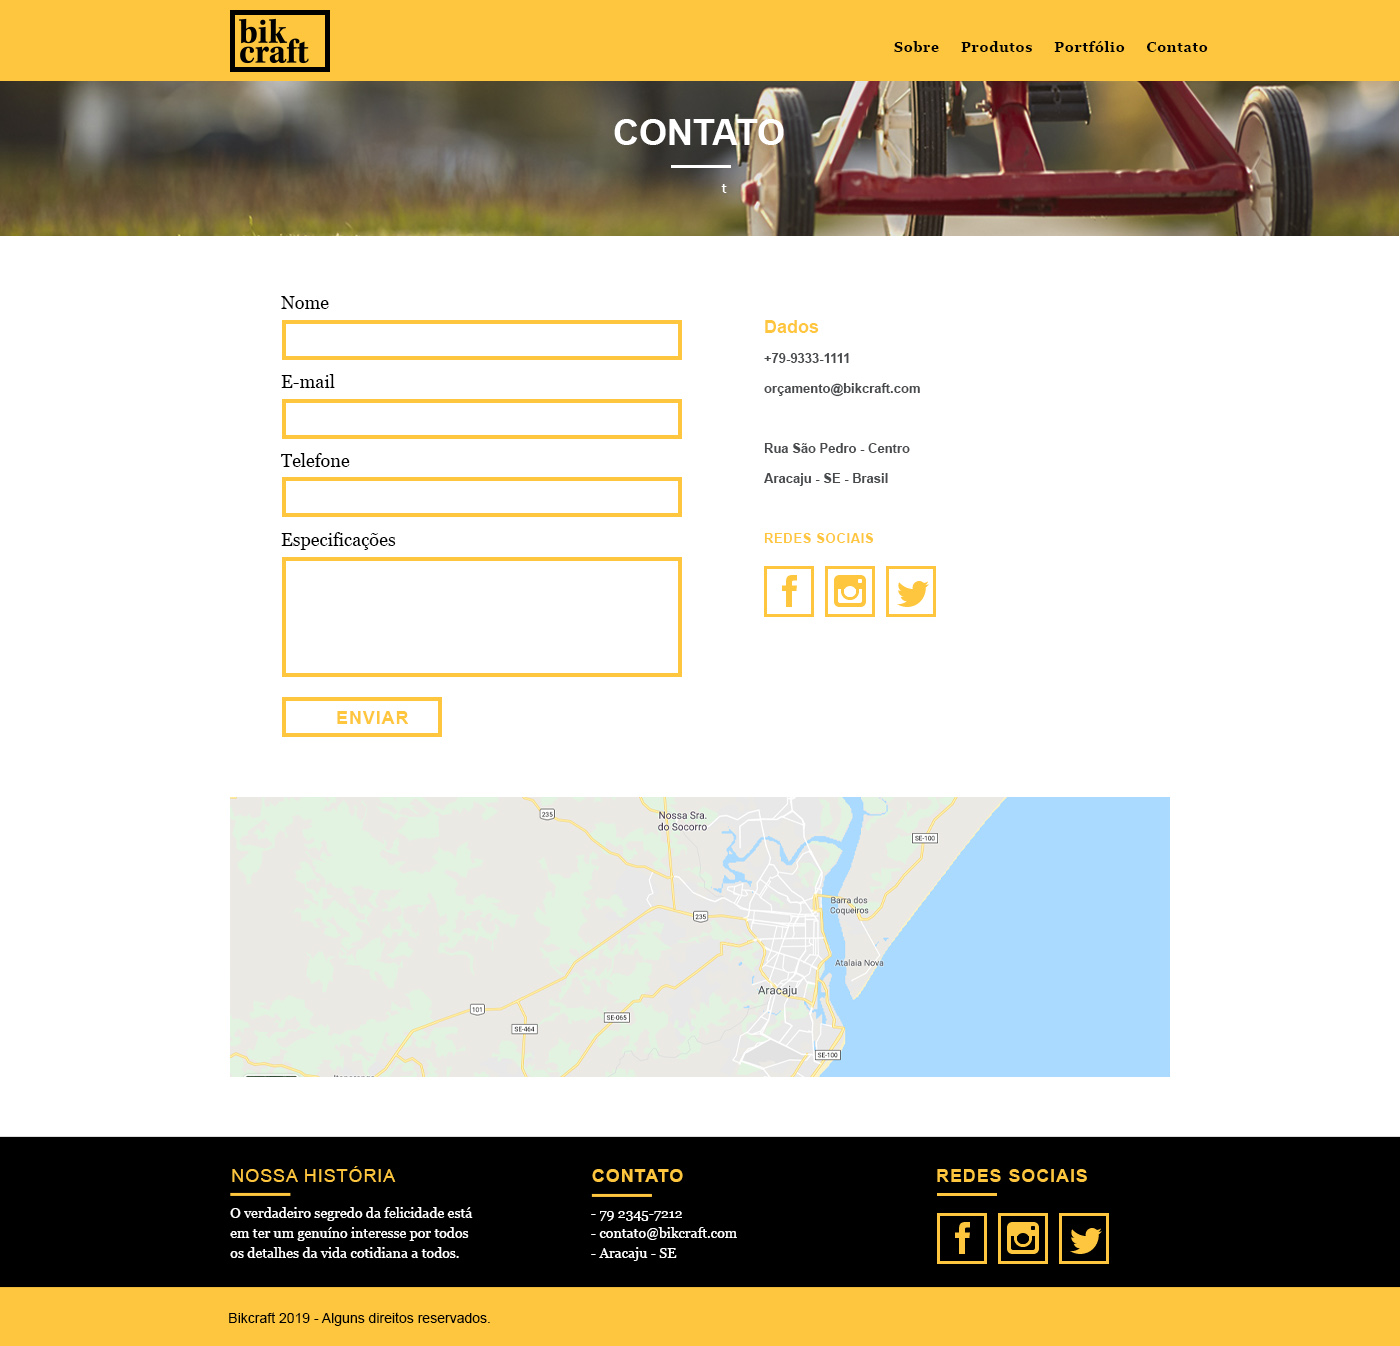 bik
craft
Sobre Produtos Portfólio Contato
CONTATO
t
Nome
E-mail
Telefone
Especificações
ENVIAR
Dados
+79-9333-1111
orçamento@bikcraft.com
Rua São Pedro - Centro
Aracaju - SE - Brasil
REDES SOCIAIS
235
Nossa Sra.
do Socorro
SE-100
Barra dos
Coqueiros
235
Atalaia Nova
Aracaju
101
SE-065
SE-464
SE-100
NOSSA HISTÓRIA
O verdadeiro segredo da felicidade está
em ter um genuíno interesse por todos
os detalhes da vida cotidiana a todos.
CONTATO
- 79 2345-7212
- contato@bikcraft.com
- Aracaju - SE
REDES SOCIAIS
Bikcraft 2019 - Alguns direitos reservados.